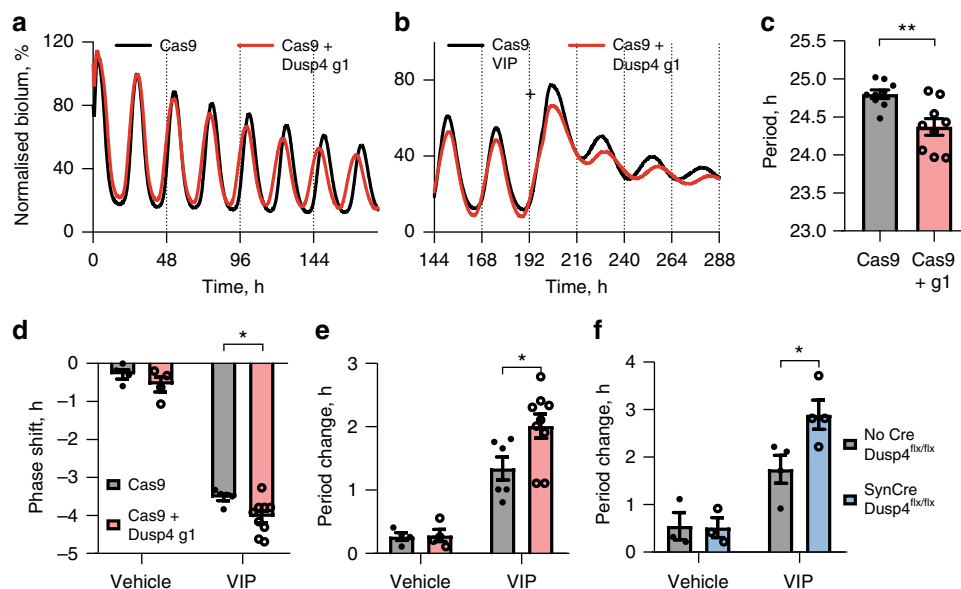 a
Cas9
Cas9 +
Dusp4 g1
Normalised biolum, %
120
80
40
0
0
48
96
144
Time, h
b
Cas9
VIP
Cas9 +
Dusp4 g1
+
80
40
0
144
168
192
216
240
264
288
Time, h
c
**
Period, h
25.5
25.0
24.5
24.0
23.0
Cas9
Cas9
+ g1
d
*
Phase shift, h
0
–1
–2
–3
–4
–5
Cas9
Cas9 +
Dusp4 g1
Vehicle
VIP
e
*
Period change, h
3
2
1
0
Vehicle
VIP
f
*
Period change, h
4
3
2
1
0
Vehicle
VIP
No Cre
Dusp4flx/flx
SynCre
Dusp4flx/flx